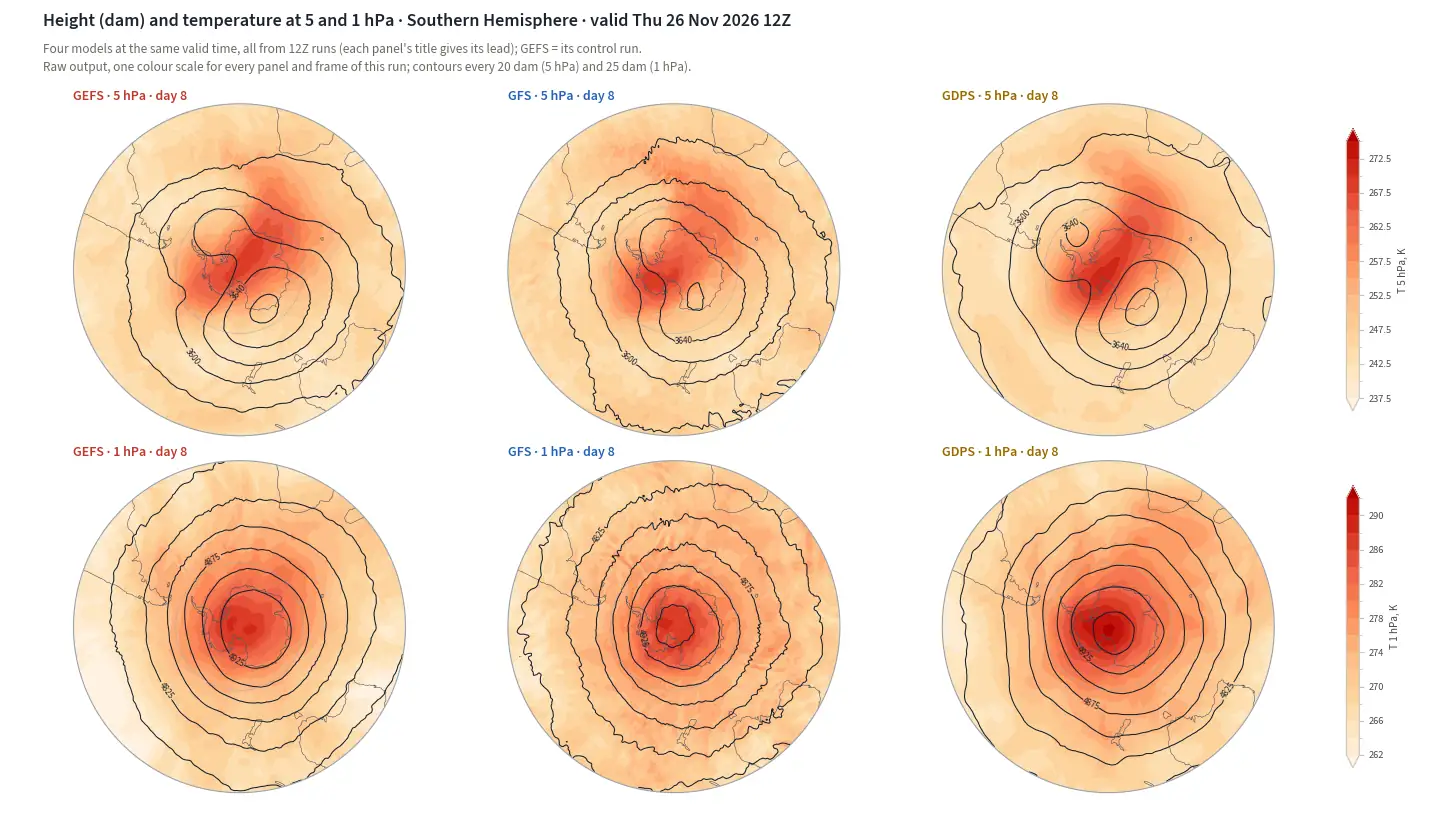 Height (dam) and temperature at 5 and 1 hPa · Southern Hemisphere · valid Thu 26 Nov 2026 12Z
Four models at the same valid time, all from 12Z runs (each panel's title gives its lead); GEFS = its control run.
Raw output, one colour scale for every panel and frame of this run; contours every 20 dam (5 hPa) and 25 dam (1 hPa).
GEFS · 5 hPa · day 8
GFS · 5 hPa · day 8
GDPS · 5 hPa · day 8
3640
3600
3640
3600
3600
3640
3640
272.5
267.5
262.5
257.5
252.5
247.5
242.5
237.5
T 5 hPa, K
GEFS · 1 hPa · day 8
GFS · 1 hPa · day 8
GDPS · 1 hPa · day 8
4875
4925
4825
4825
4875
4925
4925
4875
4825
290
286
282
278
274
270
266
262
T 1 hPa, K